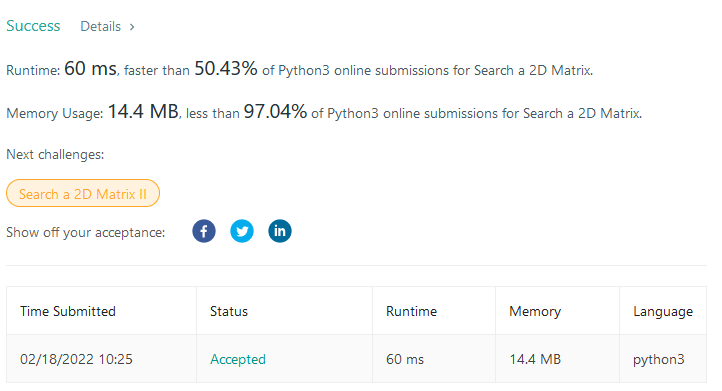 Success Details >
Runtime: 60 ms, faster than 50.43% of Python3 online submissions for Search a 2D Matrix.
Memory Usage: 14.4 MB, less than 97.04% of Python3 online submissions for Search a 2D Matrix.
Next challenges:
Search a 2D Matrix II
Show off your acceptance: f in
Time Submitted Status Runtime Memory Language
02/18/2022 10:25 Accepted 60 ms 14.4 MB python3